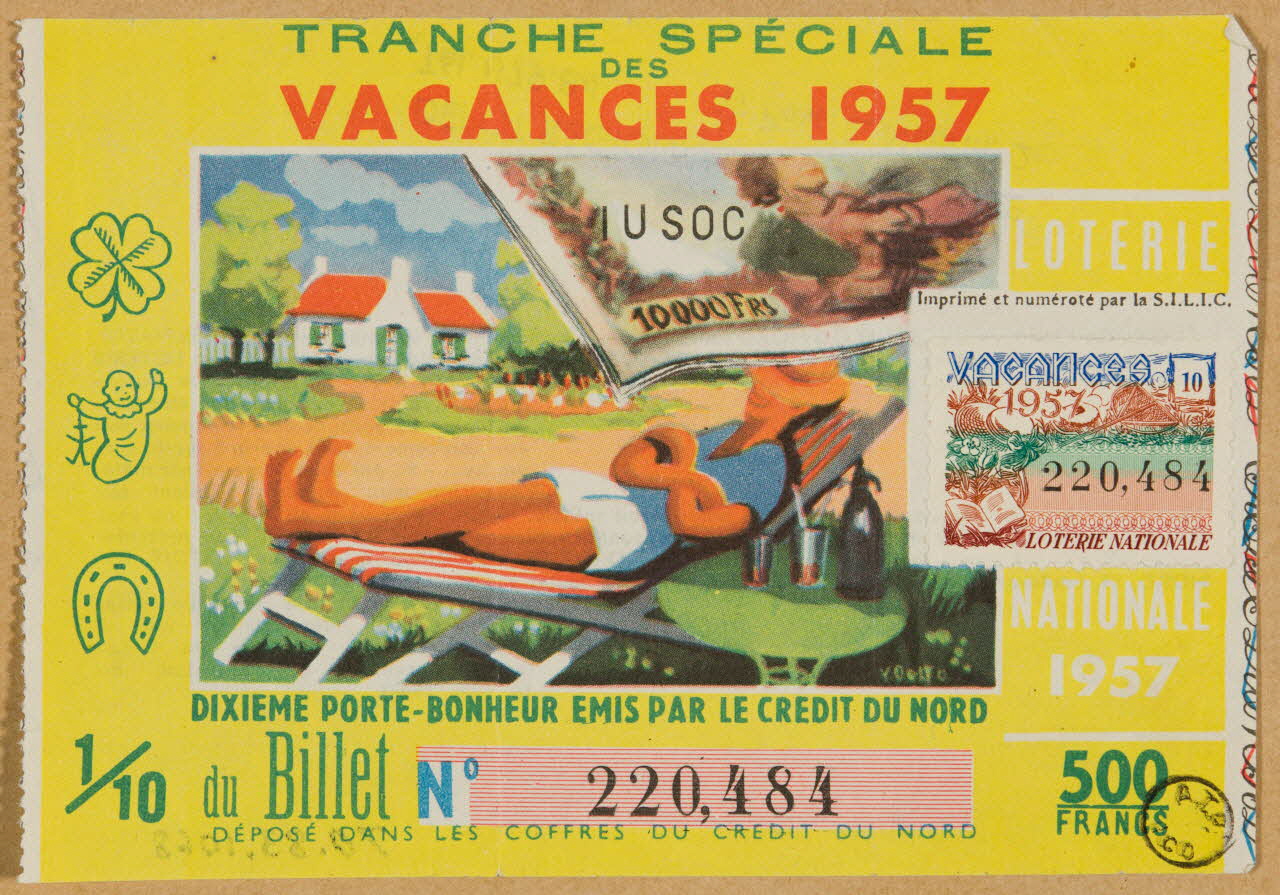 TRANCHE SPÉCIALE
DES
VACANCES 1957
IUSOC
10000 FRS
LOTERIE
Imprimé et numéroté par la S.I.L.I.C.
VACANCES 10
1957
220,484
LOTERIE NATIONALE
NATIONALE
1957
DIXIEME PORTE-BONHEUR EMIS PAR LE CREDIT DU NORD
1/10 du Billet N° 220,484
DÉPOSÉ DANS LES COFFRES DU CREDIT DU NORD
500
FRANCS